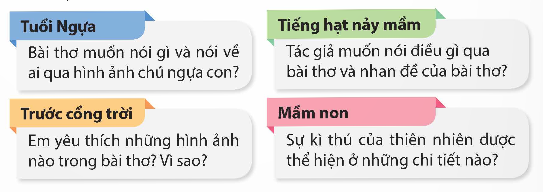 Tuổi Ngựa
Bài thơ muốn nói gì và nói về
ai qua hình ảnh chú ngựa con?
Tiếng hạt nảy mầm
Tác giả muốn nói điều gì qua
bài thơ và nhan đề của bài thơ?
Trước cổng trời
Em yêu thích những hình ảnh
nào trong bài thơ? Vì sao?
Mầm non
Sự kì thú của thiên nhiên được
thể hiện ở những chi tiết nào?